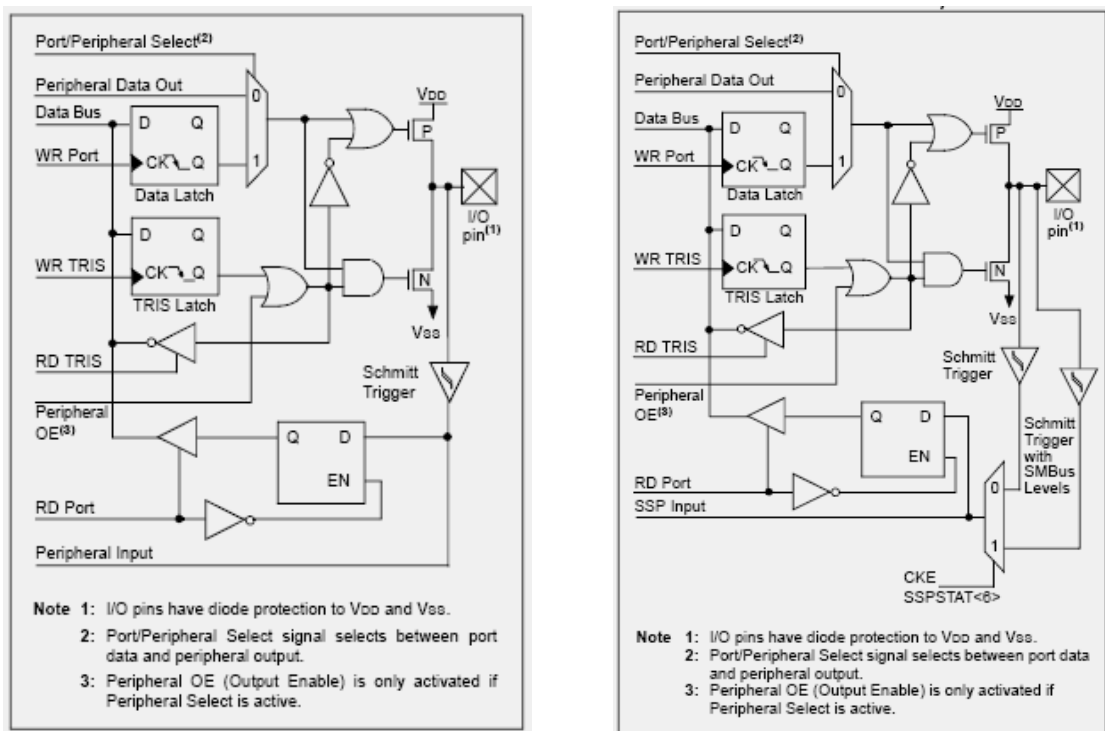 Port/Peripheral Select(2)
Peripheral Data Out
0
VDD
Data Bus
D Q
P
WR Port
CK Q
1
Data Latch
I/O
pin(1)
D Q
WR TRIS
CK Q
N
TRIS Latch
VSS
RD TRIS
Schmitt
Trigger
Peripheral
OE(3)
Q D
EN
RD Port
Peripheral Input
Note 1: I/O pins have diode protection to VDD and VSS.
2: Port/Peripheral Select signal selects between port
data and peripheral output.
3: Peripheral OE (Output Enable) is only activated if
Peripheral Select is active.
Port/Peripheral Select(2)
Peripheral Data Out
0
VDD
Data Bus
D Q
P
WR Port
CK Q
1
Data Latch
I/O
pin(1)
D Q
WR TRIS
CK Q
N
TRIS Latch
VSS
RD TRIS
Schmitt
Trigger
Peripheral
OE(3)
Q D
EN
Schmitt
Trigger
with
SMBus
Levels
RD Port
0
SSP Input
1
CKE
SSPSTAT<6>
Note 1: I/O pins have diode protection to VDD and VSS.
2: Port/Peripheral Select signal selects between port data
and peripheral output.
3: Peripheral OE (Output Enable) is only activated if
Peripheral Select is active.